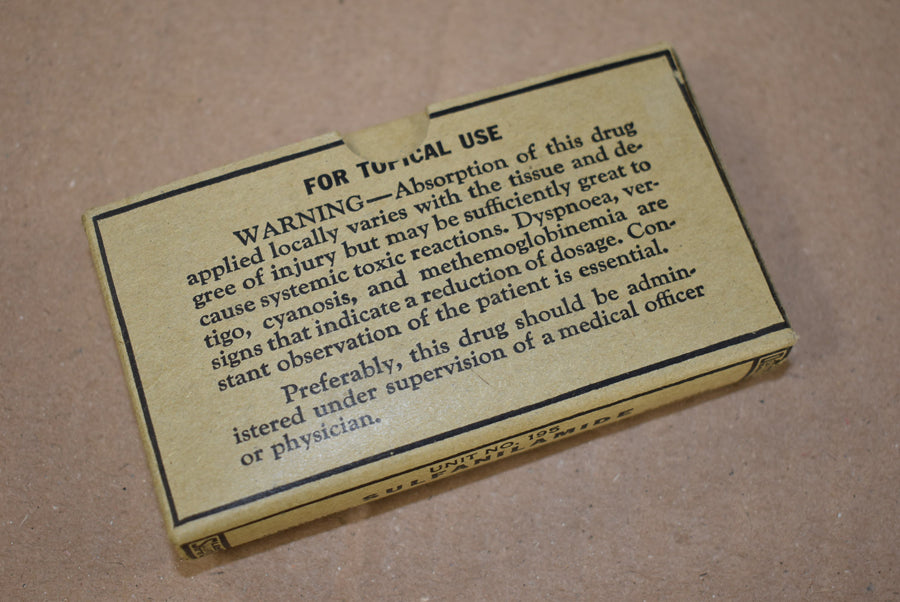 FOR TOPICAL USE
WARNING—Absorption of this drug
applied locally varies with the tissue and de-
gree of injury but may be sufficiently great to
cause systemic toxic reactions. Dyspnoea, ver-
tigo, cyanosis, and methemoglobinemia are
signs that indicate a reduction of dosage. Con-
stant observation of the patient is essential.
Preferably, this drug should be admin-
istered under supervision of a medical officer
or physician.
UNIT NO. 195
SULFANILAMIDE